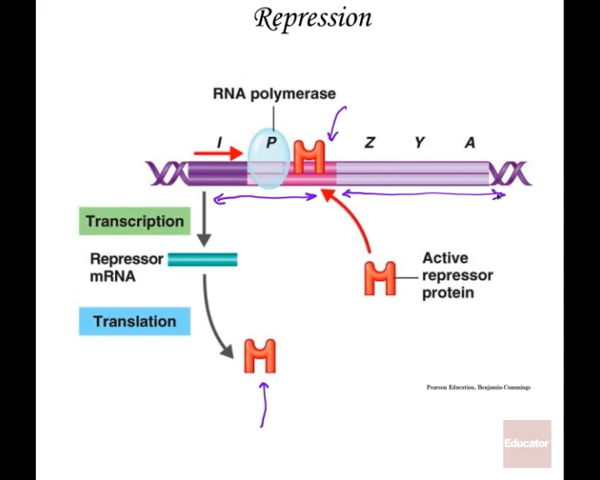 Repression
RNA polymerase
I P Z Y A
Transcription
Repressor
mRNA
Active
repressor
protein
Translation
Pearson Education, Benjamin-Cummings
Educator